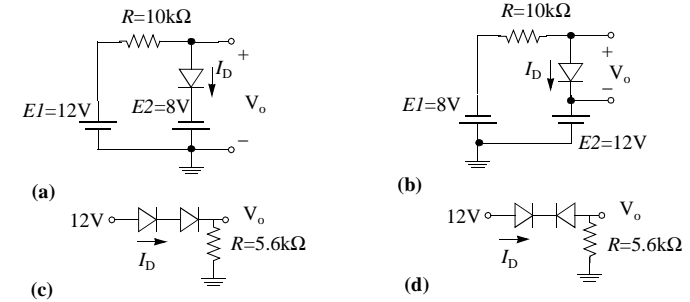 R=10kΩ
+
I_D
E1=12V
E2=8V
V_o
−
(a)
R=10kΩ
+
I_D
V_o
−
E1=8V
E2=12V
(b)
12V
V_o
I_D
R=5.6kΩ
(c)
12V
V_o
I_D
R=5.6kΩ
(d)